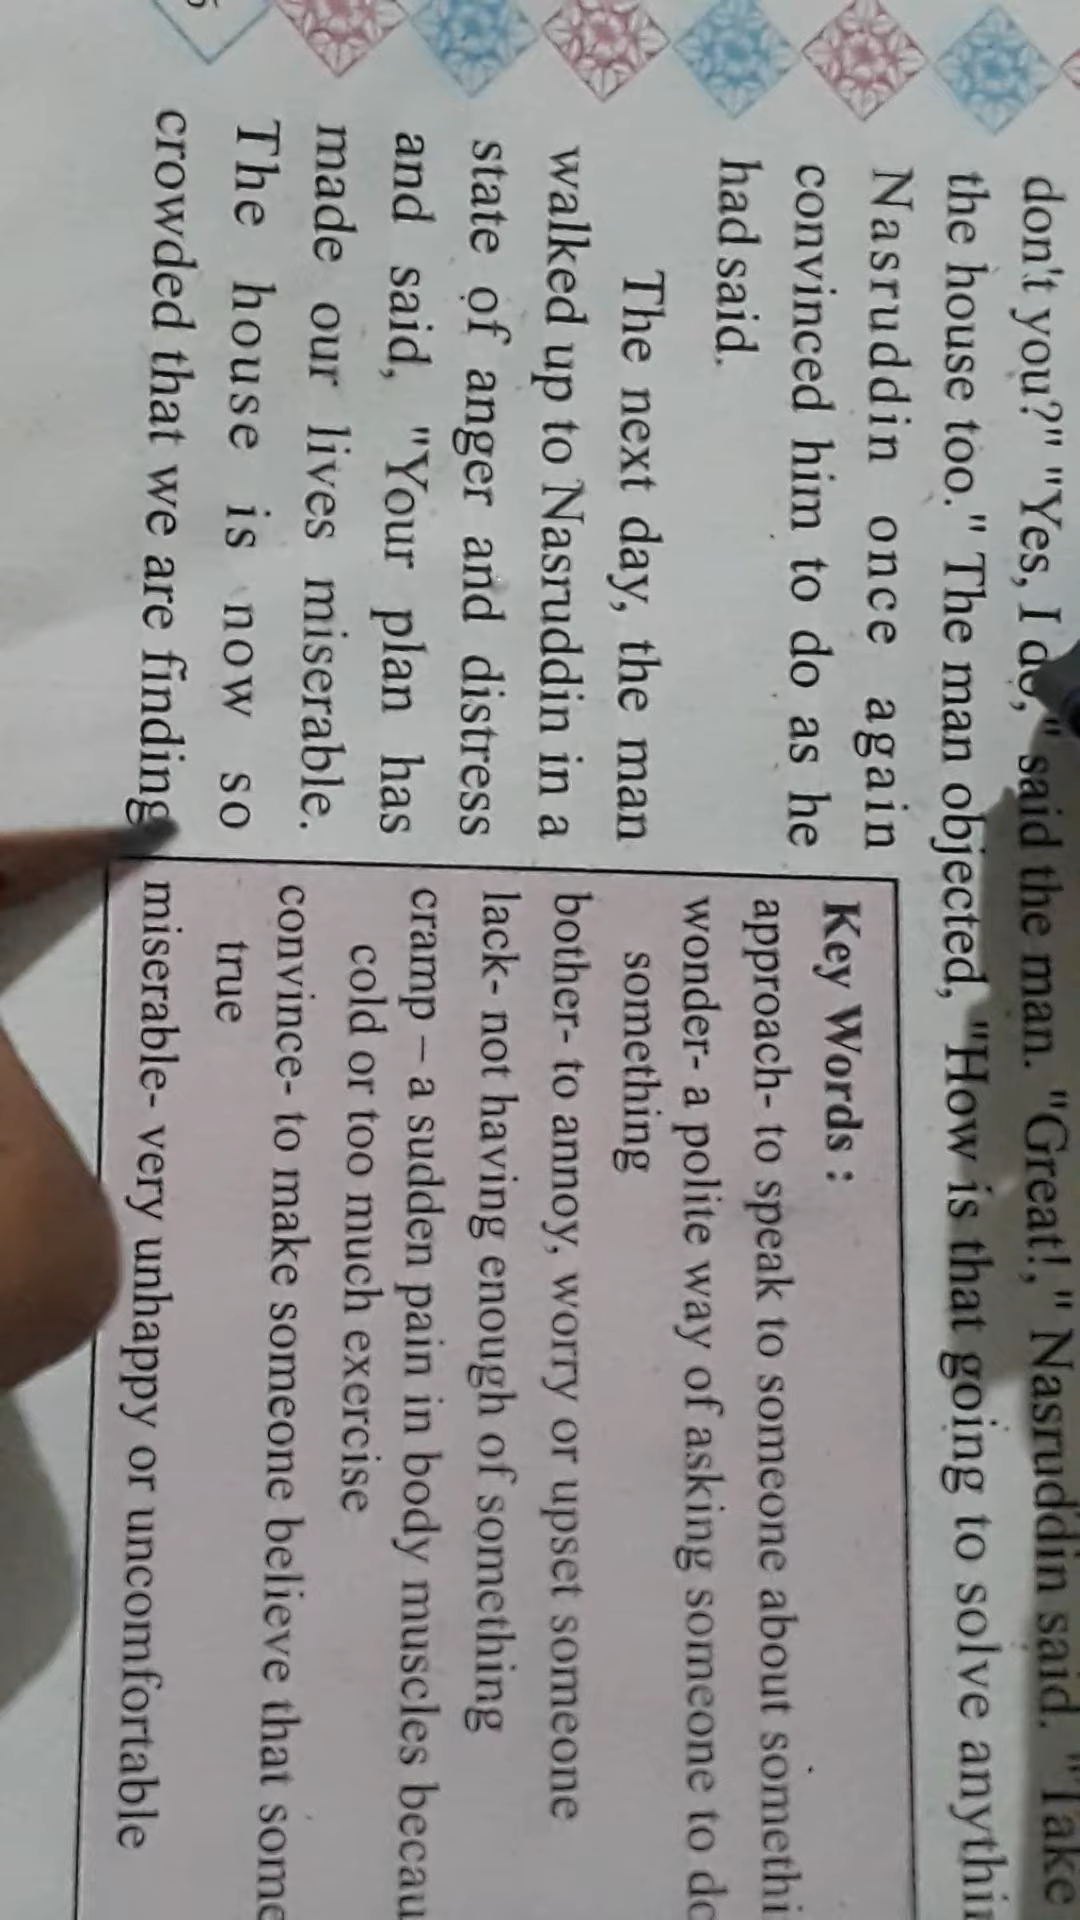 don't you?" "Yes, I do," said the man. "Great!," Nasruddin said. "Take
the house too." The man objected, "How is that going to solve
Nasruddin once again
convinced him to do as he
had said.
The next day, the man
walked up to Nasruddin in a
state of anger and distress
and said, "Your plan has
made our lives miserable.
The house is now so
crowded that we are finding
Key Words :
approach- to speak to someone about
wonder- a polite way of asking someone to
something
bother- to annoy, worry or upset someone
lack- not having enough of something
cramp – a sudden pain in body muscles
cold or too much exercise
convince- to make someone believe that
true
miserable- very unhappy or uncomfortable